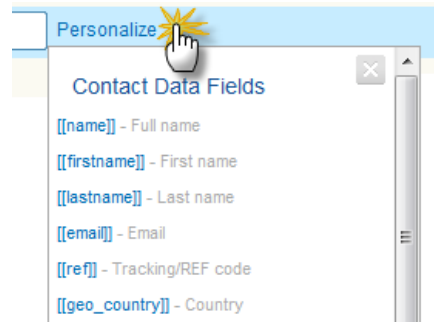 Personalize
Contact Data Fields
[[name]] - Full name
[[firstname]] - First name
[[lastname]] - Last name
[[email]] - Email
[[ref]] - Tracking/REF code
[[geo_country]] - Country